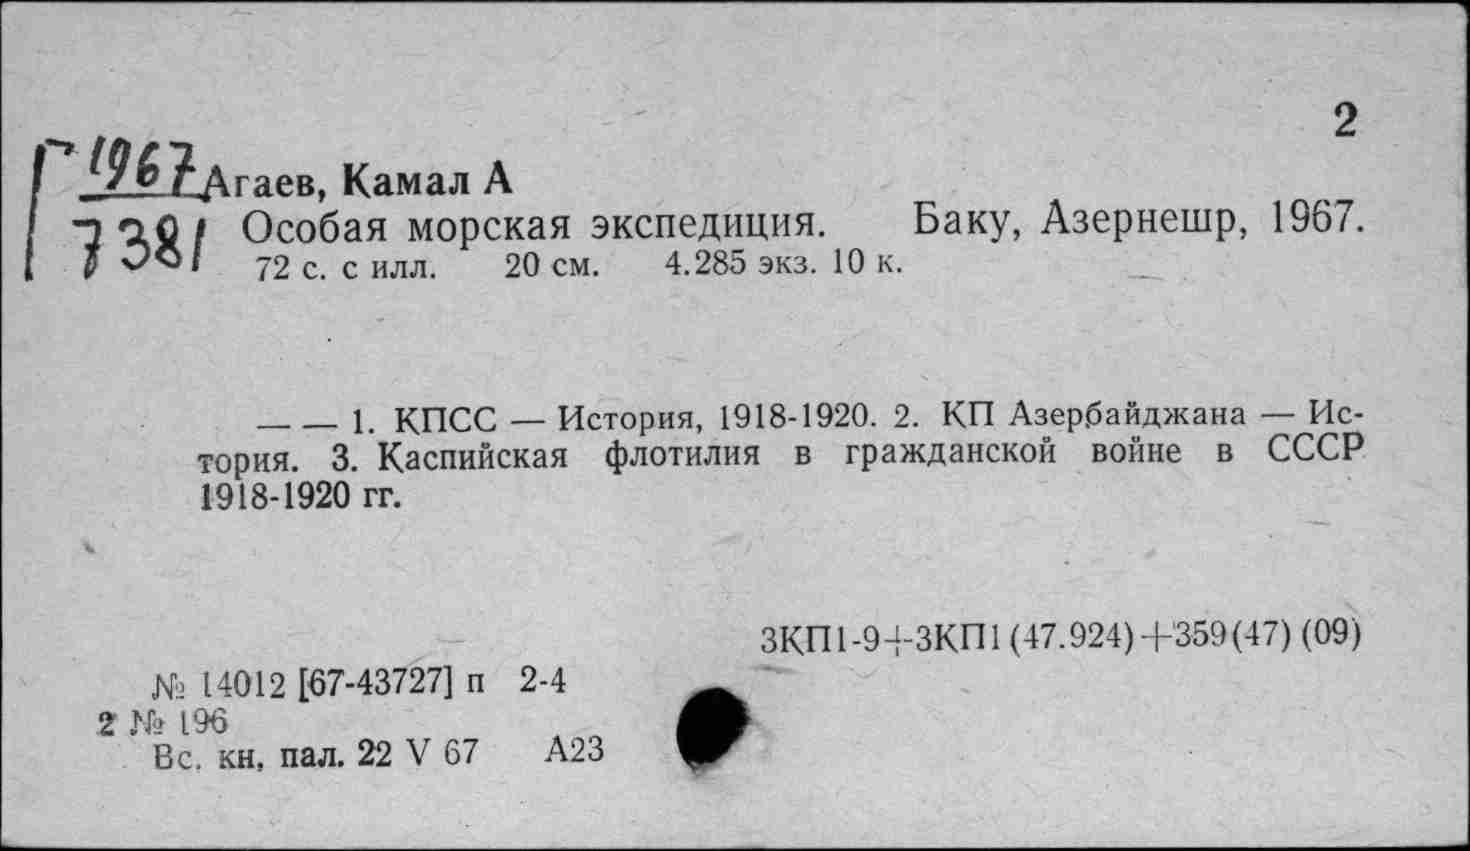 2
Г 1967
7381
Агаев, Камал А
Особая морская экспедиция. Баку, Азернешр, 1967.
72 с. с илл. 20 см. 4.285 экз. 10 к.
— — 1. КПСС — История, 1918-1920. 2. КП Азербайджана — Ис-
тория. 3. Каспийская флотилия в гражданской войне в СССР
1918-1920 гг.
3КП1-9+3КП1(47.924)+359(47)(09)
№ 14012 [67-43727] п 2-4
2 № 196
Вс. кн. пал. 22 V 67 А23